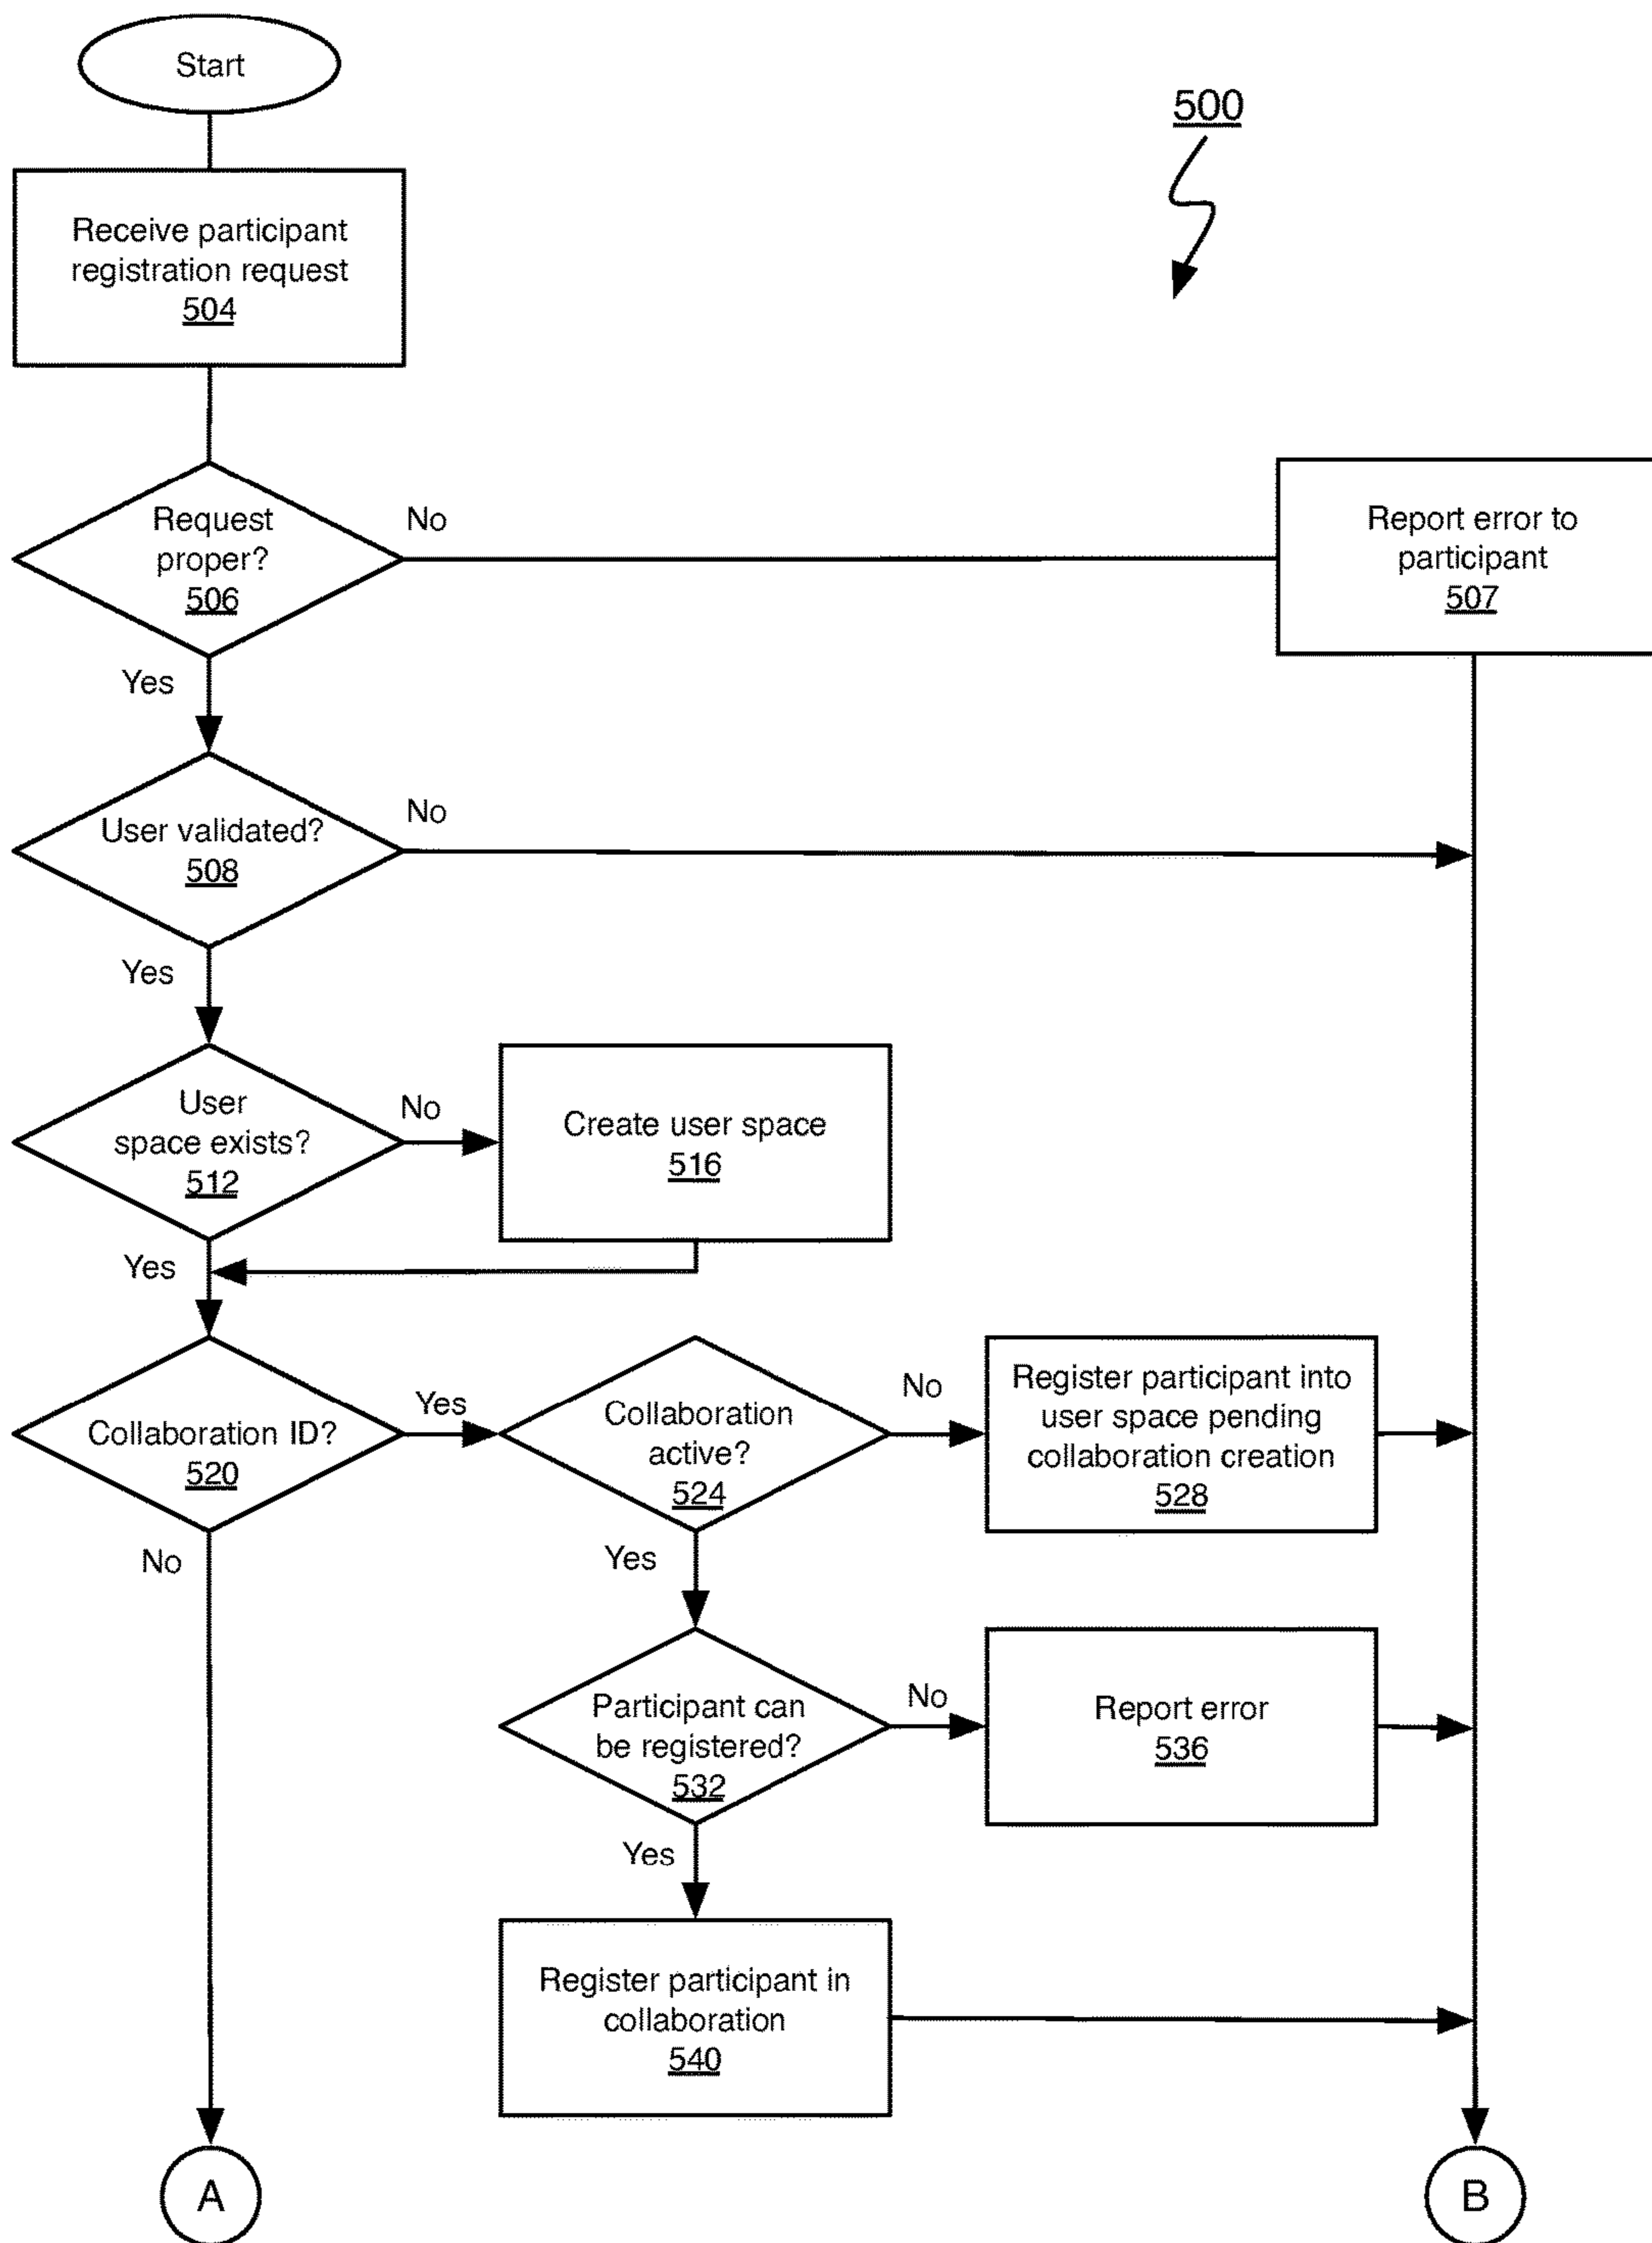 Start
500
Receive participant
registration request
504
Request
proper?
506
No
Report error to
participant
507
Yes
User validated?
508
No
Yes
User
space exists?
512
No
Create user space
516
Yes
Collaboration ID?
520
Yes
Collaboration
active?
524
No
Register participant into
user space pending
collaboration creation
528
No
Yes
Participant can
be registered?
532
No
Report error
536
Yes
Register participant in
collaboration
540
A
B